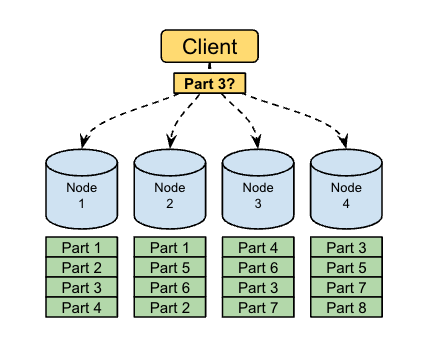 Client
Part 3?
Node 1
Node 2
Node 3
Node 4
Part 1
Part 2
Part 3
Part 4
Part 1
Part 5
Part 6
Part 2
Part 4
Part 6
Part 3
Part 7
Part 3
Part 5
Part 7
Part 8